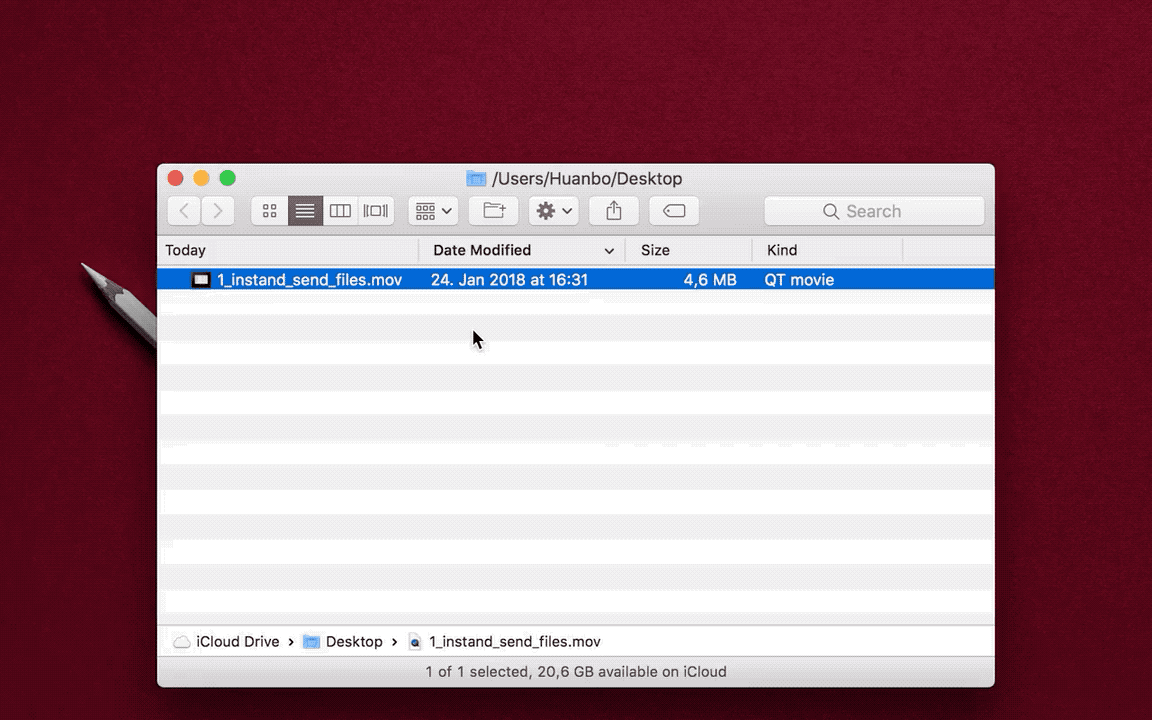 /Users/Huanbo/Desktop
Search
Today Date Modified Size Kind
1_instand_send_files.mov 24. Jan 2018 at 16:31 4,6 MB QT movie
iCloud Drive › Desktop › 1_instand_send_files.mov
1 of 1 selected, 20,6 GB available on iCloud